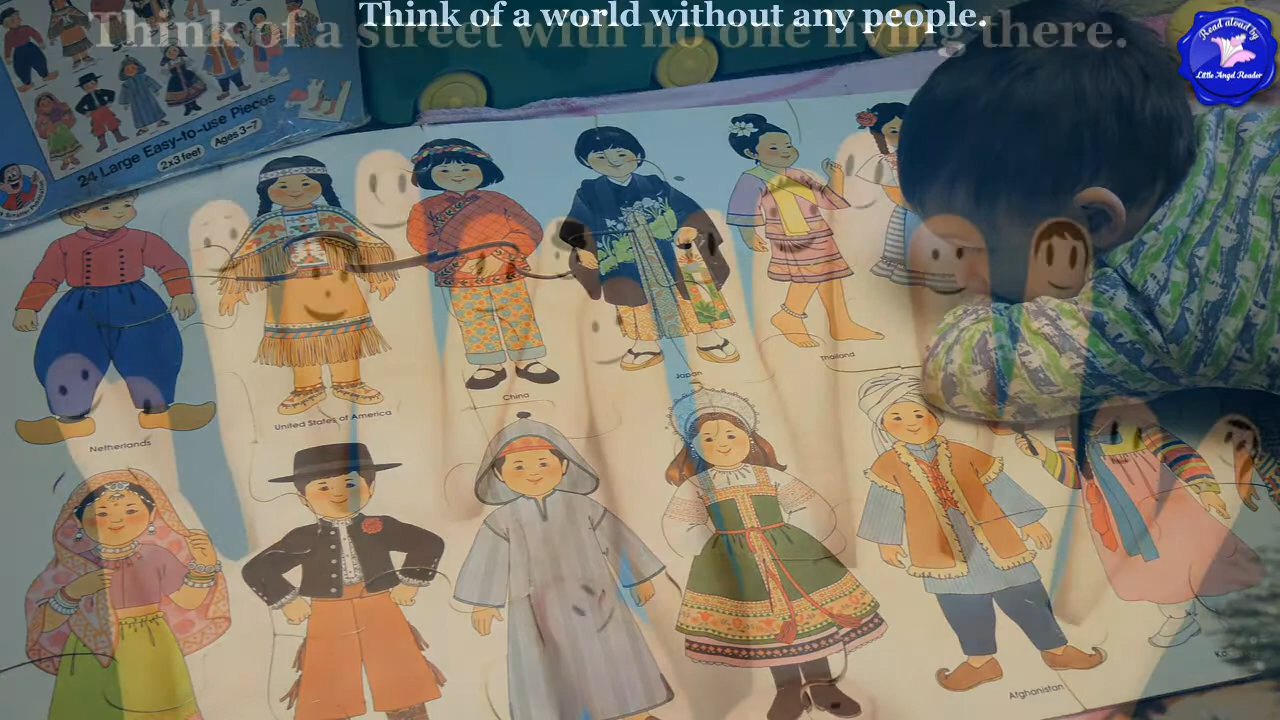 Think of a world without any people.
Think of a street with no one living there.
Read aloud by
Little Angel Reader
24 Large Easy-to-use Pieces
2x3 feet
Ages 3-7
Thailand
Japan
China
United States of America
Netherlands
Afghanistan